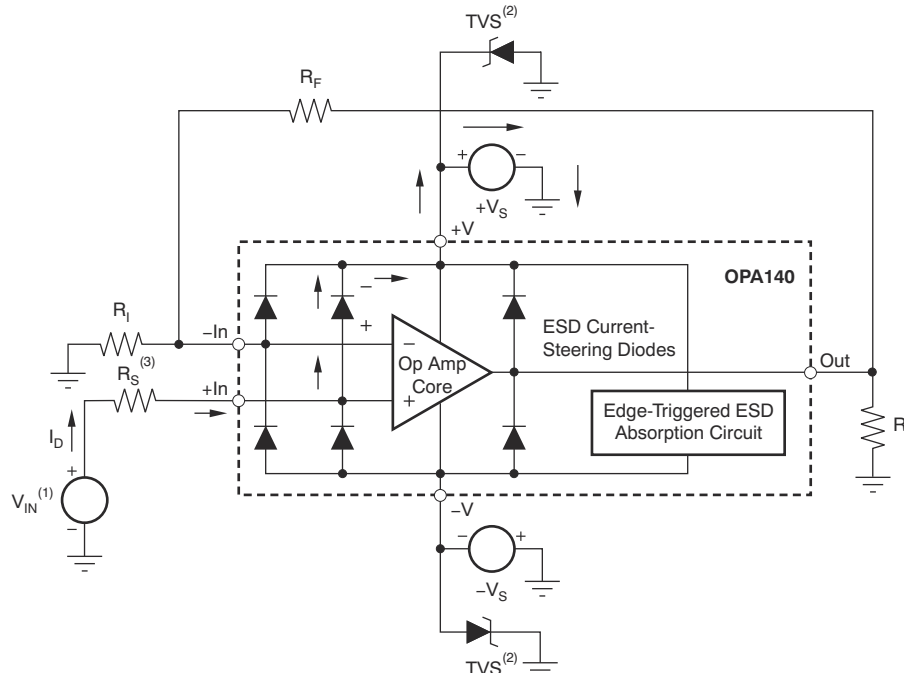 TVS(2)
RF
+ −
+VS
+V
OPA140
−
+
RI
−In
ESD Current-
Steering Diodes
−
Op Amp
Core
+
Out
RS(3)
+In
Edge-Triggered ESD
Absorption Circuit
R
ID
+
VIN(1)
−
−V
− +
−VS
TVS(2)